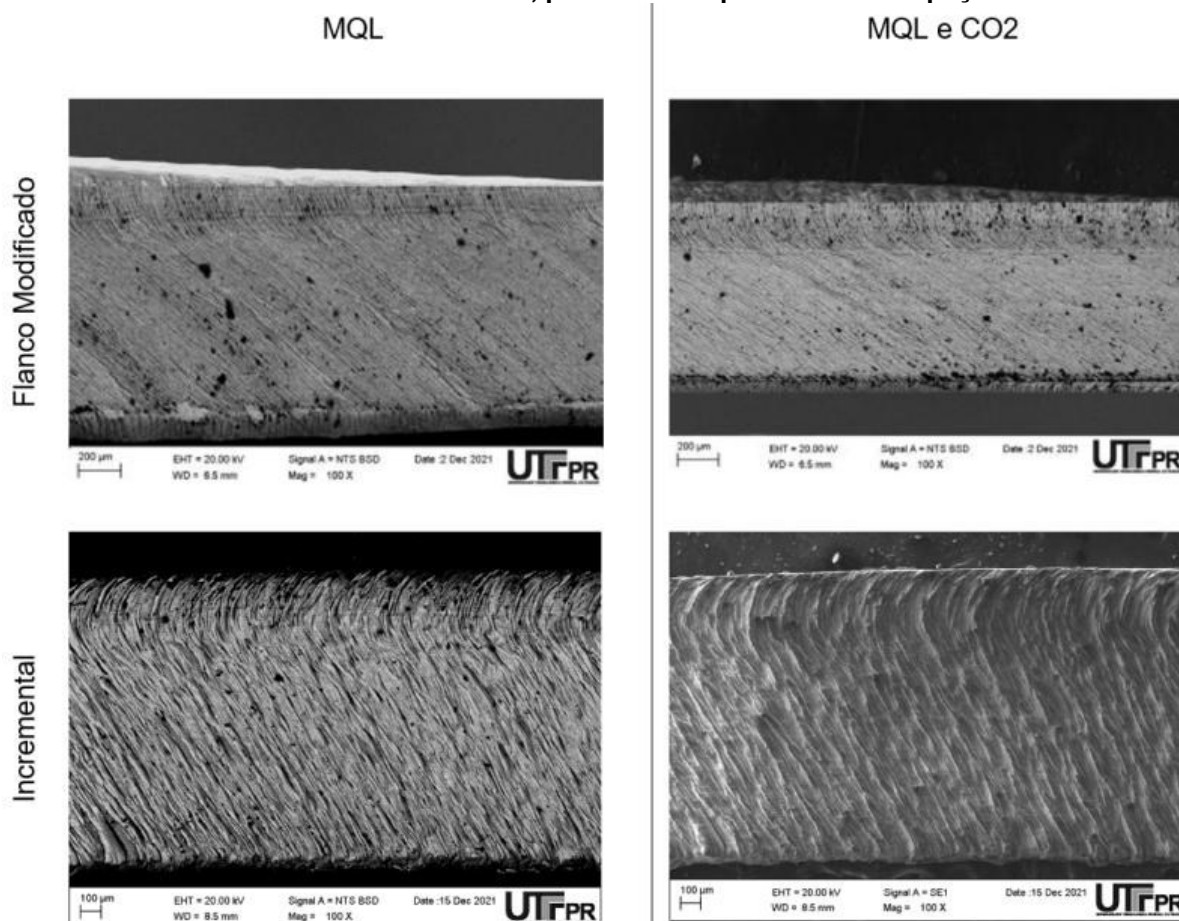 MQL
MQL e CO2
Flanco Modificado
200 µm
EHT = 20.00 kV
Signal A = NTS BSD
Date :2 Dec 2021
WD = 6.5 mm
Mag = 100 X
UTFPR
200 µm
EHT = 20.00 kV
Signal A = NTS BSD
Date :2 Dec 2021
WD = 6.5 mm
Mag = 100 X
UTFPR
Incremental
100 µm
EHT = 20.00 kV
Signal A = NTS BSD
Date :15 Dec 2021
WD = 8.5 mm
Mag = 100 X
UTFPR
100 µm
EHT = 20.00 kV
Signal A = SE1
Date :15 Dec 2021
WD = 8.5 mm
Mag = 100 X
UTFPR